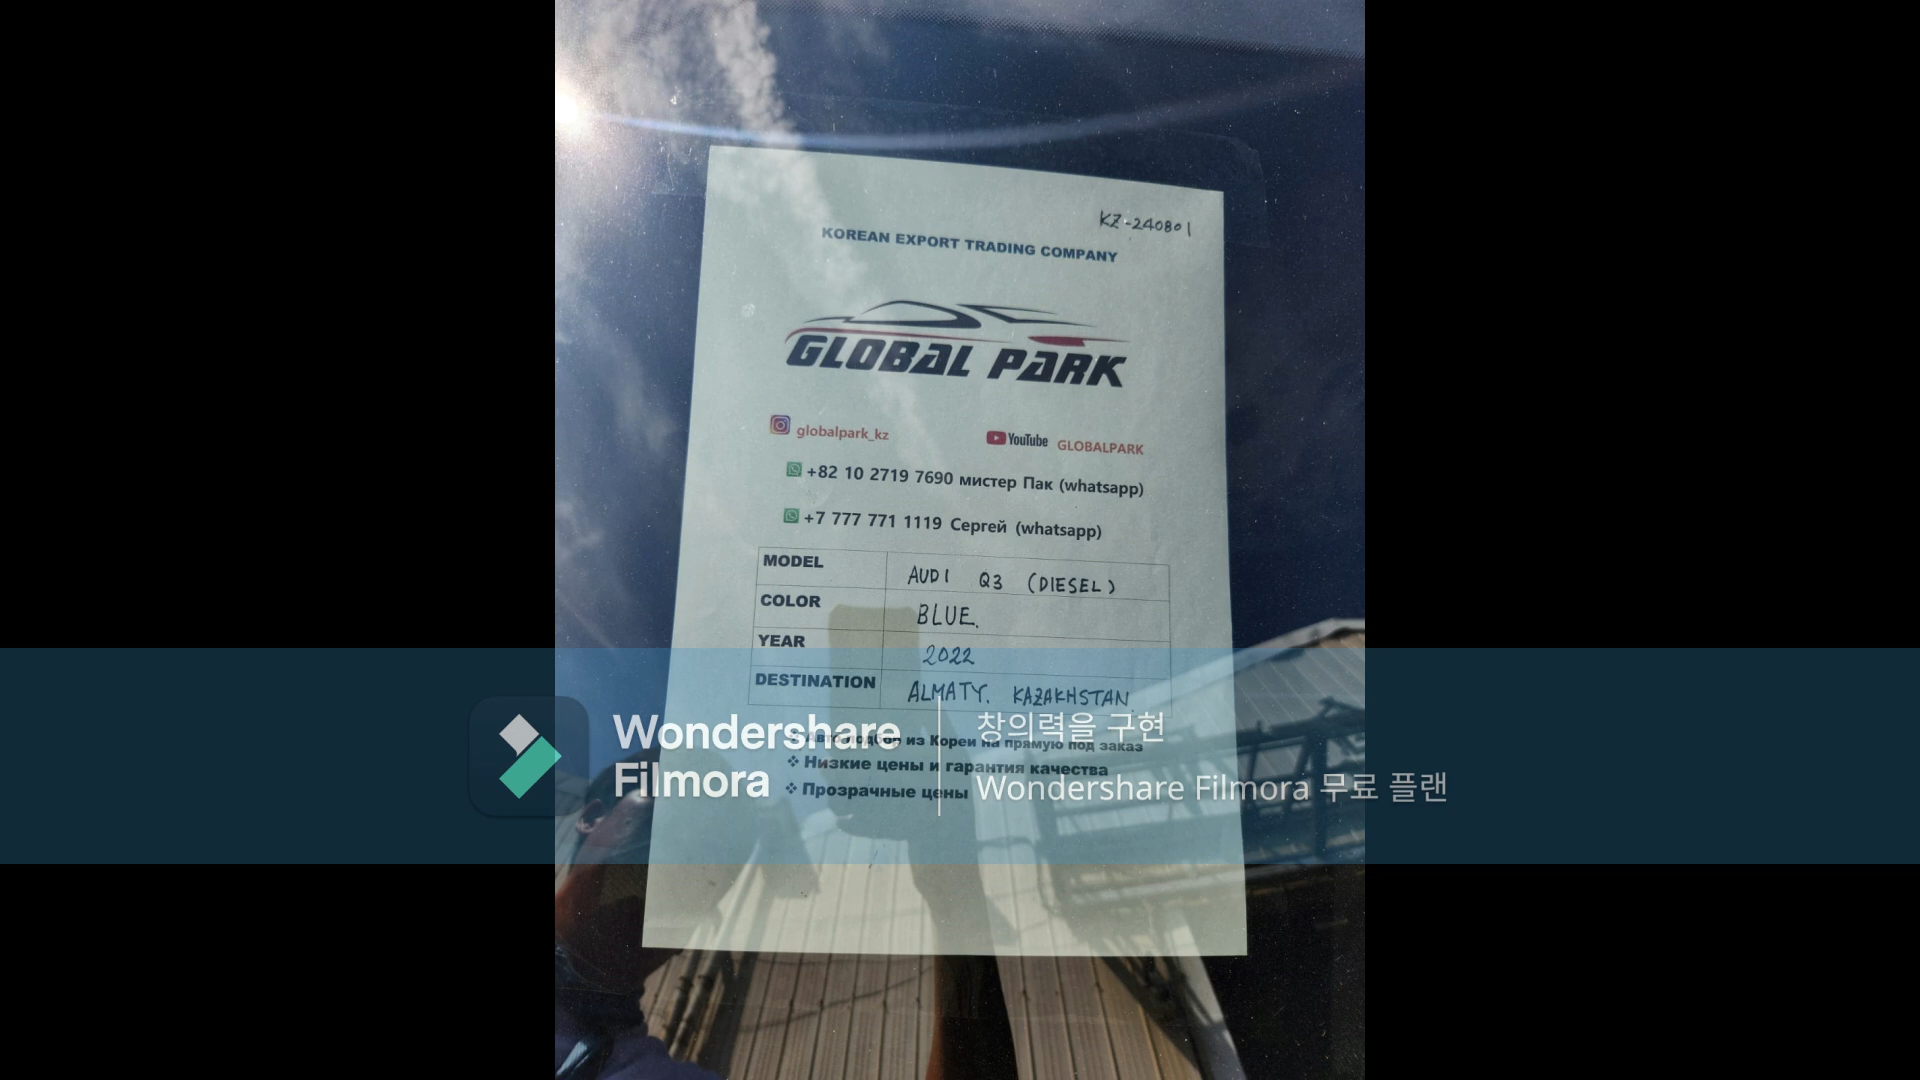 KZ-240801
KOREAN EXPORT TRADING COMPANY
GLOBAL PARK
globalpark_kz
YouTube GLOBALPARK
+82 10 2719 7690 мистер Пак (whatsapp)
+7 777 771 1119 Сергей (whatsapp)
MODEL AUDI Q3 (DIESEL)
COLOR BLUE.
YEAR 2022
DESTINATION ALMATY. KAZAKHSTAN.
Автоподбор из Кореи на прямую под заказ
❖ Низкие цены и гарантия качества
❖ Прозрачные цены
Wondershare
Filmora
창의력을 구현
Wondershare Filmora 무료 플랜